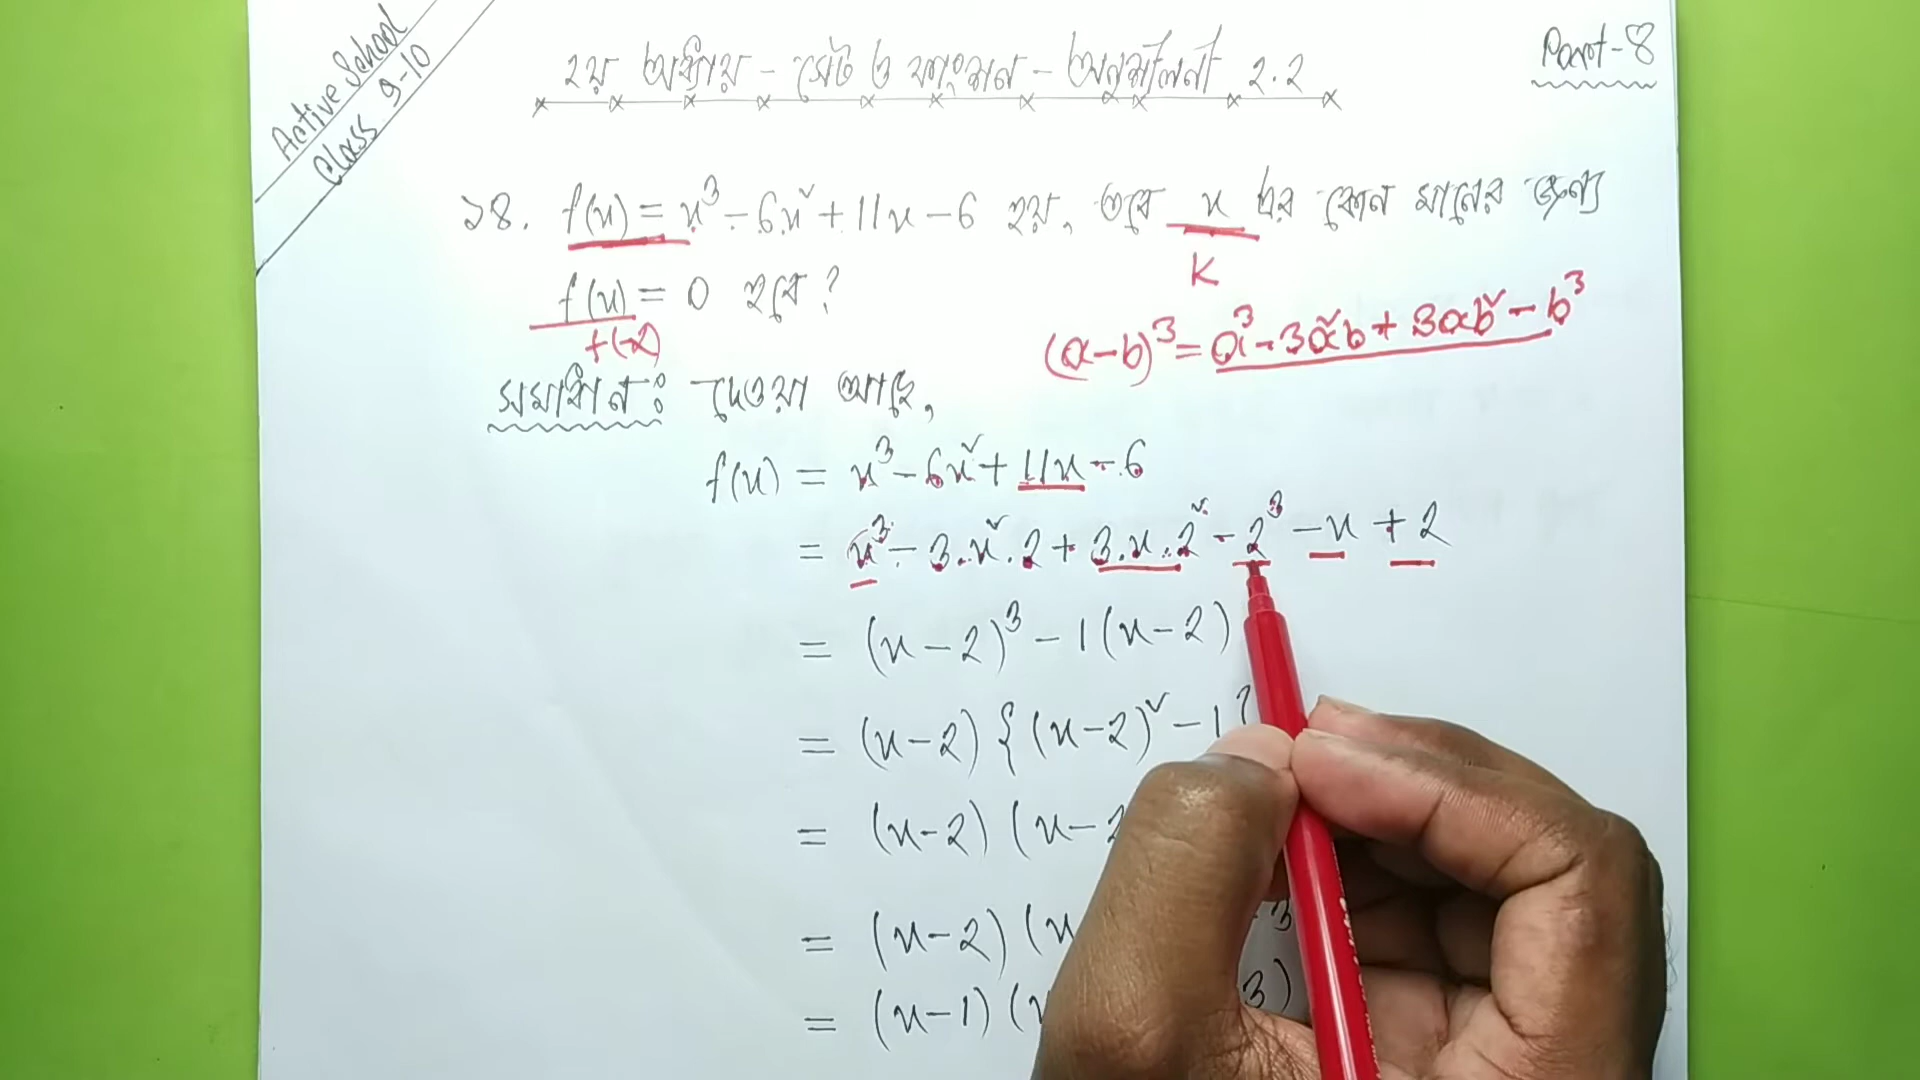 Active School
Class 9-10
২য় অধ্যায় - সেট ও ফাংশন - অনুশীলনী ২.২
Part-8
১৪. f(x) = x³ - 6x² + 11x - 6 হয়, তবে x এর কোন মানের জন্য
K
f(x) = 0 হবে?
+(-2)
(a-b)³ = a³ - 3a²b + 3ab² - b³
সমাধান: দেওয়া আছে,
f(x) = x³ - 6x² + 11x - 6
= x³ - 3.x².2 + 3.x.2² - 2³ - x + 2
= (x-2)³ - 1(x-2)
= (x-2) {(x-2)² - 1
= (x-2) (x-2
= (x-2) (x 3
= (x-1) ( 3)